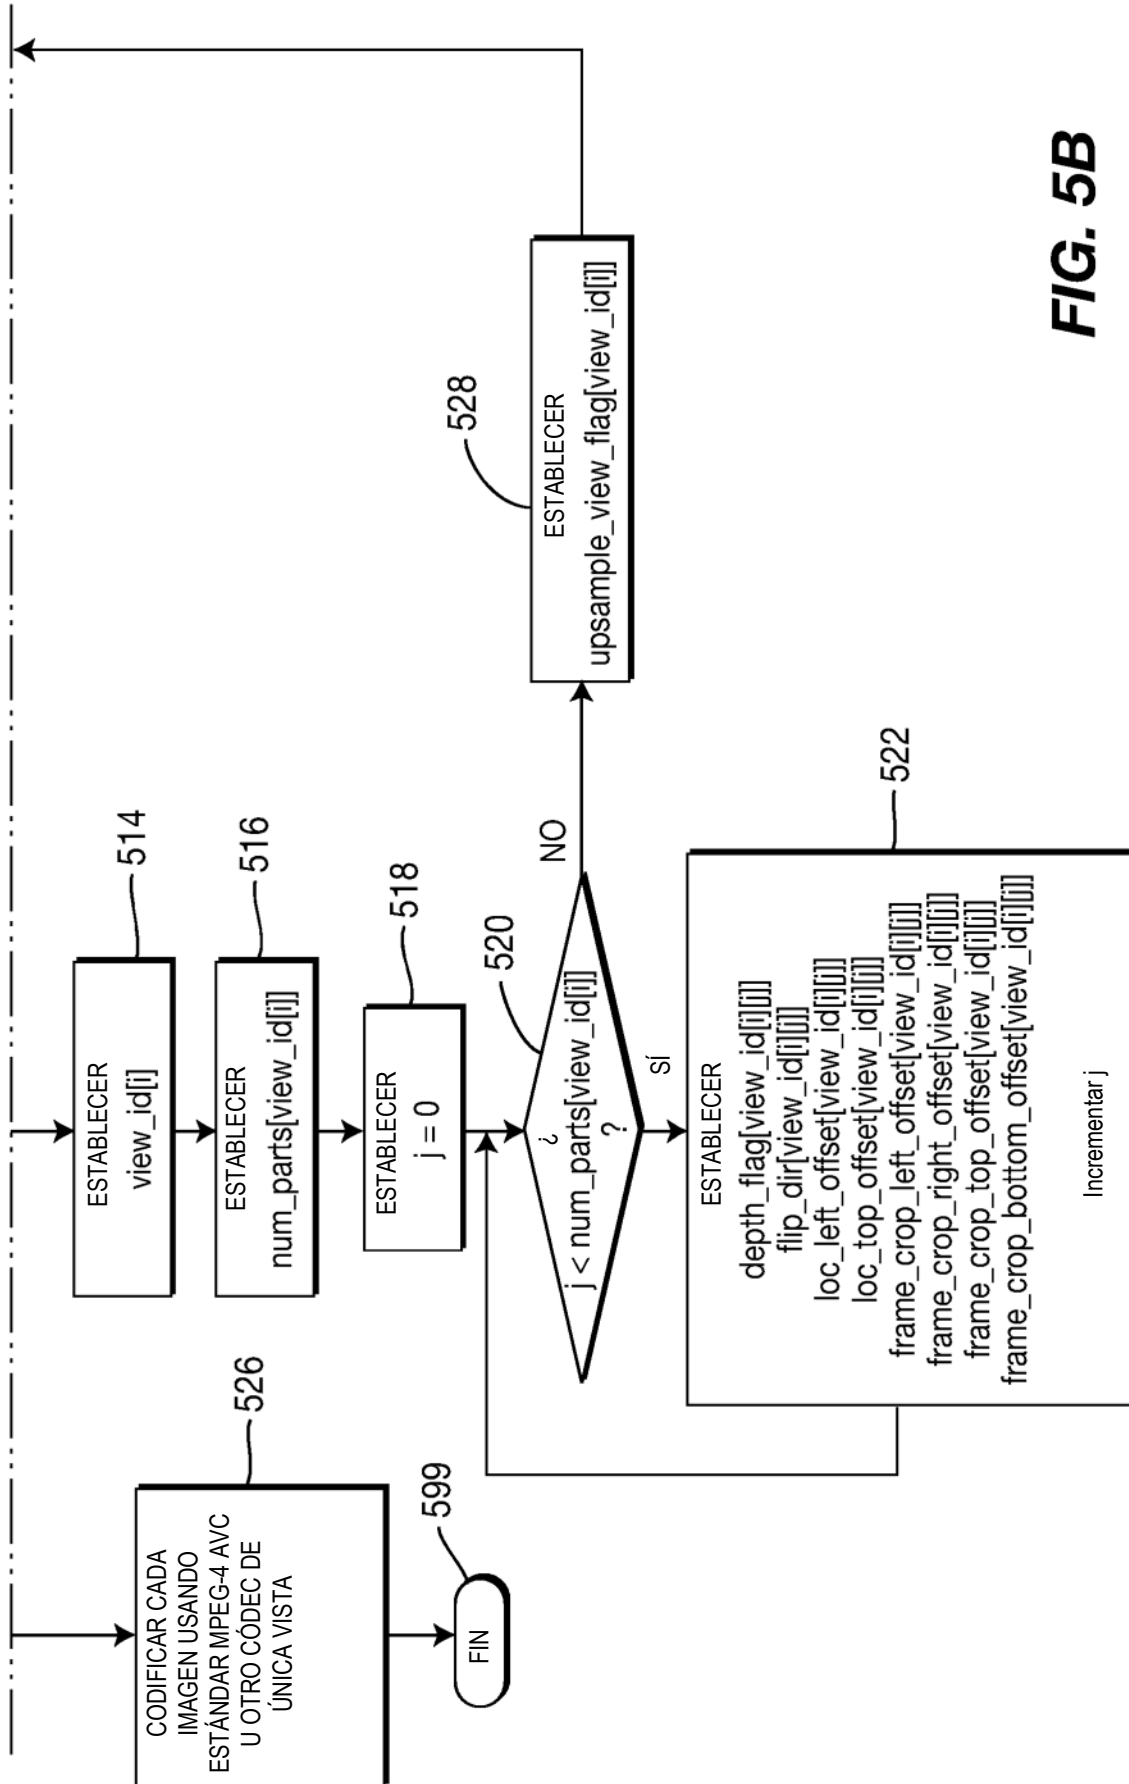 CODIFICAR CADA
IMAGEN USANDO
ESTÁNDAR MPEG-4 AVC
U OTRO CÓDEC DE
ÚNICA VISTA
526
FIN
599
ESTABLECER
view_id[i]
514
ESTABLECER
num_parts[view_id[i]]
516
ESTABLECER
j = 0
518
¿
j < num_parts[view_id[i]]
?
520
NO
SÍ
ESTABLECER
depth_flag[view_id[i][j]]
flip_dir[view_id[i][j]]
loc_left_offset[view_id[i][j]]
loc_top_offset[view_id[i][j]]
frame_crop_left_offset[view_id[i][j]]
frame_crop_right_offset[view_id[i][j]]
frame_crop_top_offset[view_id[i][j]]
frame_crop_bottom_offset[view_id[i][j]]
Incrementar j
522
ESTABLECER
upsample_view_flag[view_id[i]]
528
FIG. 5B